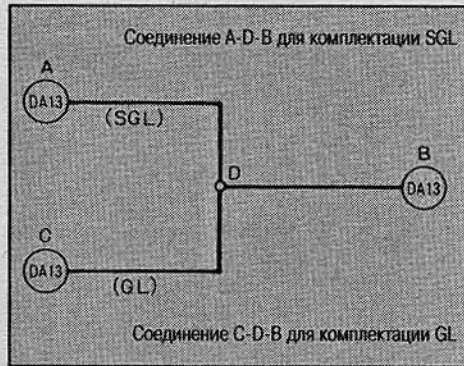 Соединение A-D-B для комплектации SGL
A
DA13
(SGL)
D
B
DA13
C
DA13
(GL)
Соединение C-D-B для комплектации GL